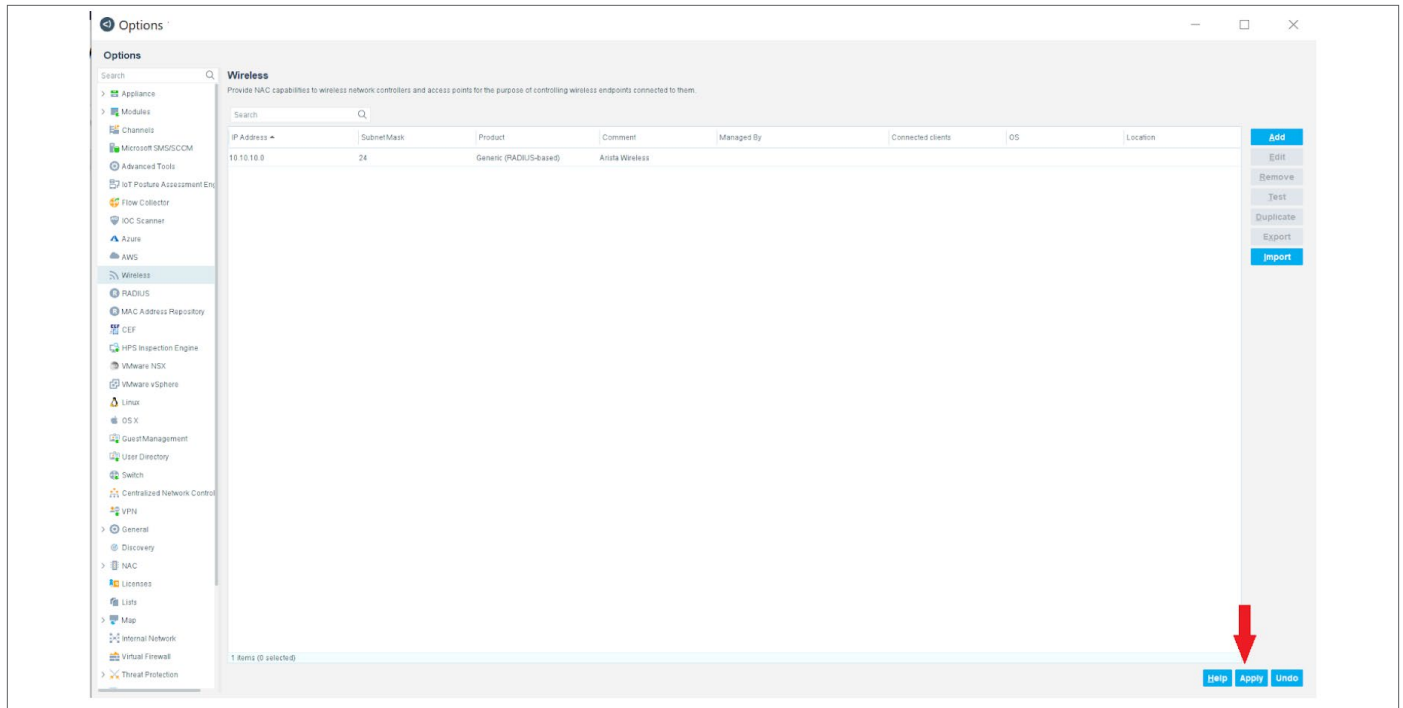 Options
Options
Search
Appliance
Modules
Channels
Microsoft SMS/SCCM
Advanced Tools
IoT Posture Assessment Eng
Flow Collector
IOC Scanner
Azure
AWS
Wireless
RADIUS
MAC Address Repository
CEF
HPS Inspection Engine
VMware NSX
VMware vSphere
Linux
OS X
Guest Management
User Directory
Switch
Centralized Network Control
VPN
General
Discovery
NAC
Licenses
Lists
Map
Internal Network
Virtual Firewall
Threat Protection
Wireless
Provide NAC capabilities to wireless network controllers and access points for the purpose of controlling wireless endpoints connected to them.
Search
IP Address Subnet Mask Product Comment Managed By Connected clients OS Location
10.10.10.0 24 Generic (RADIUS-based) Arista Wireless
1 items (0 selected)
Add
Edit
Remove
Test
Duplicate
Export
Import
Help Apply Undo